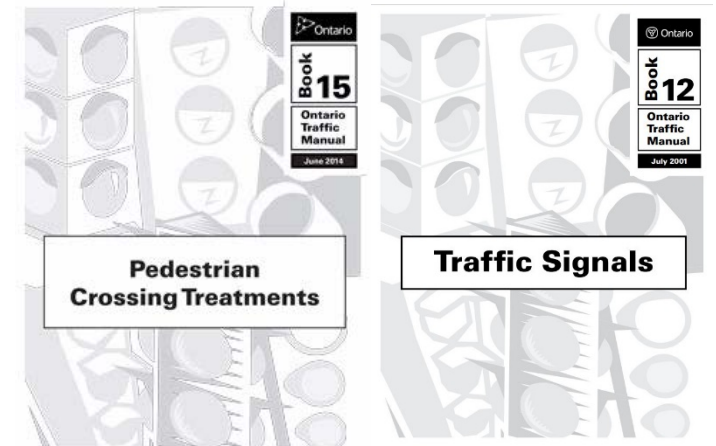 Ontario
Book
15
Ontario
Traffic
Manual
June 2014
Pedestrian
Crossing Treatments
Ontario
Book
12
Ontario
Traffic
Manual
July 2001
Traffic Signals